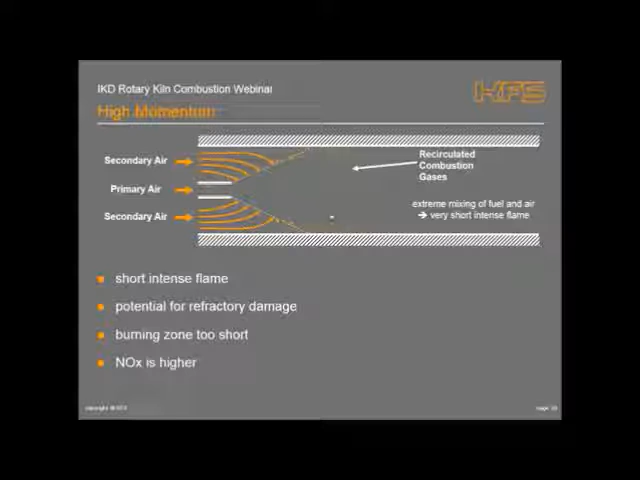 IKD Rotary Kiln Combustion Webinar
KFS
High Momentum
Secondary Air
Primary Air
Secondary Air
Recirculated
Combustion
Gases
extreme mixing of fuel and air
➔ very short intense flame
short intense flame
potential for refractory damage
burning zone too short
NOx is higher